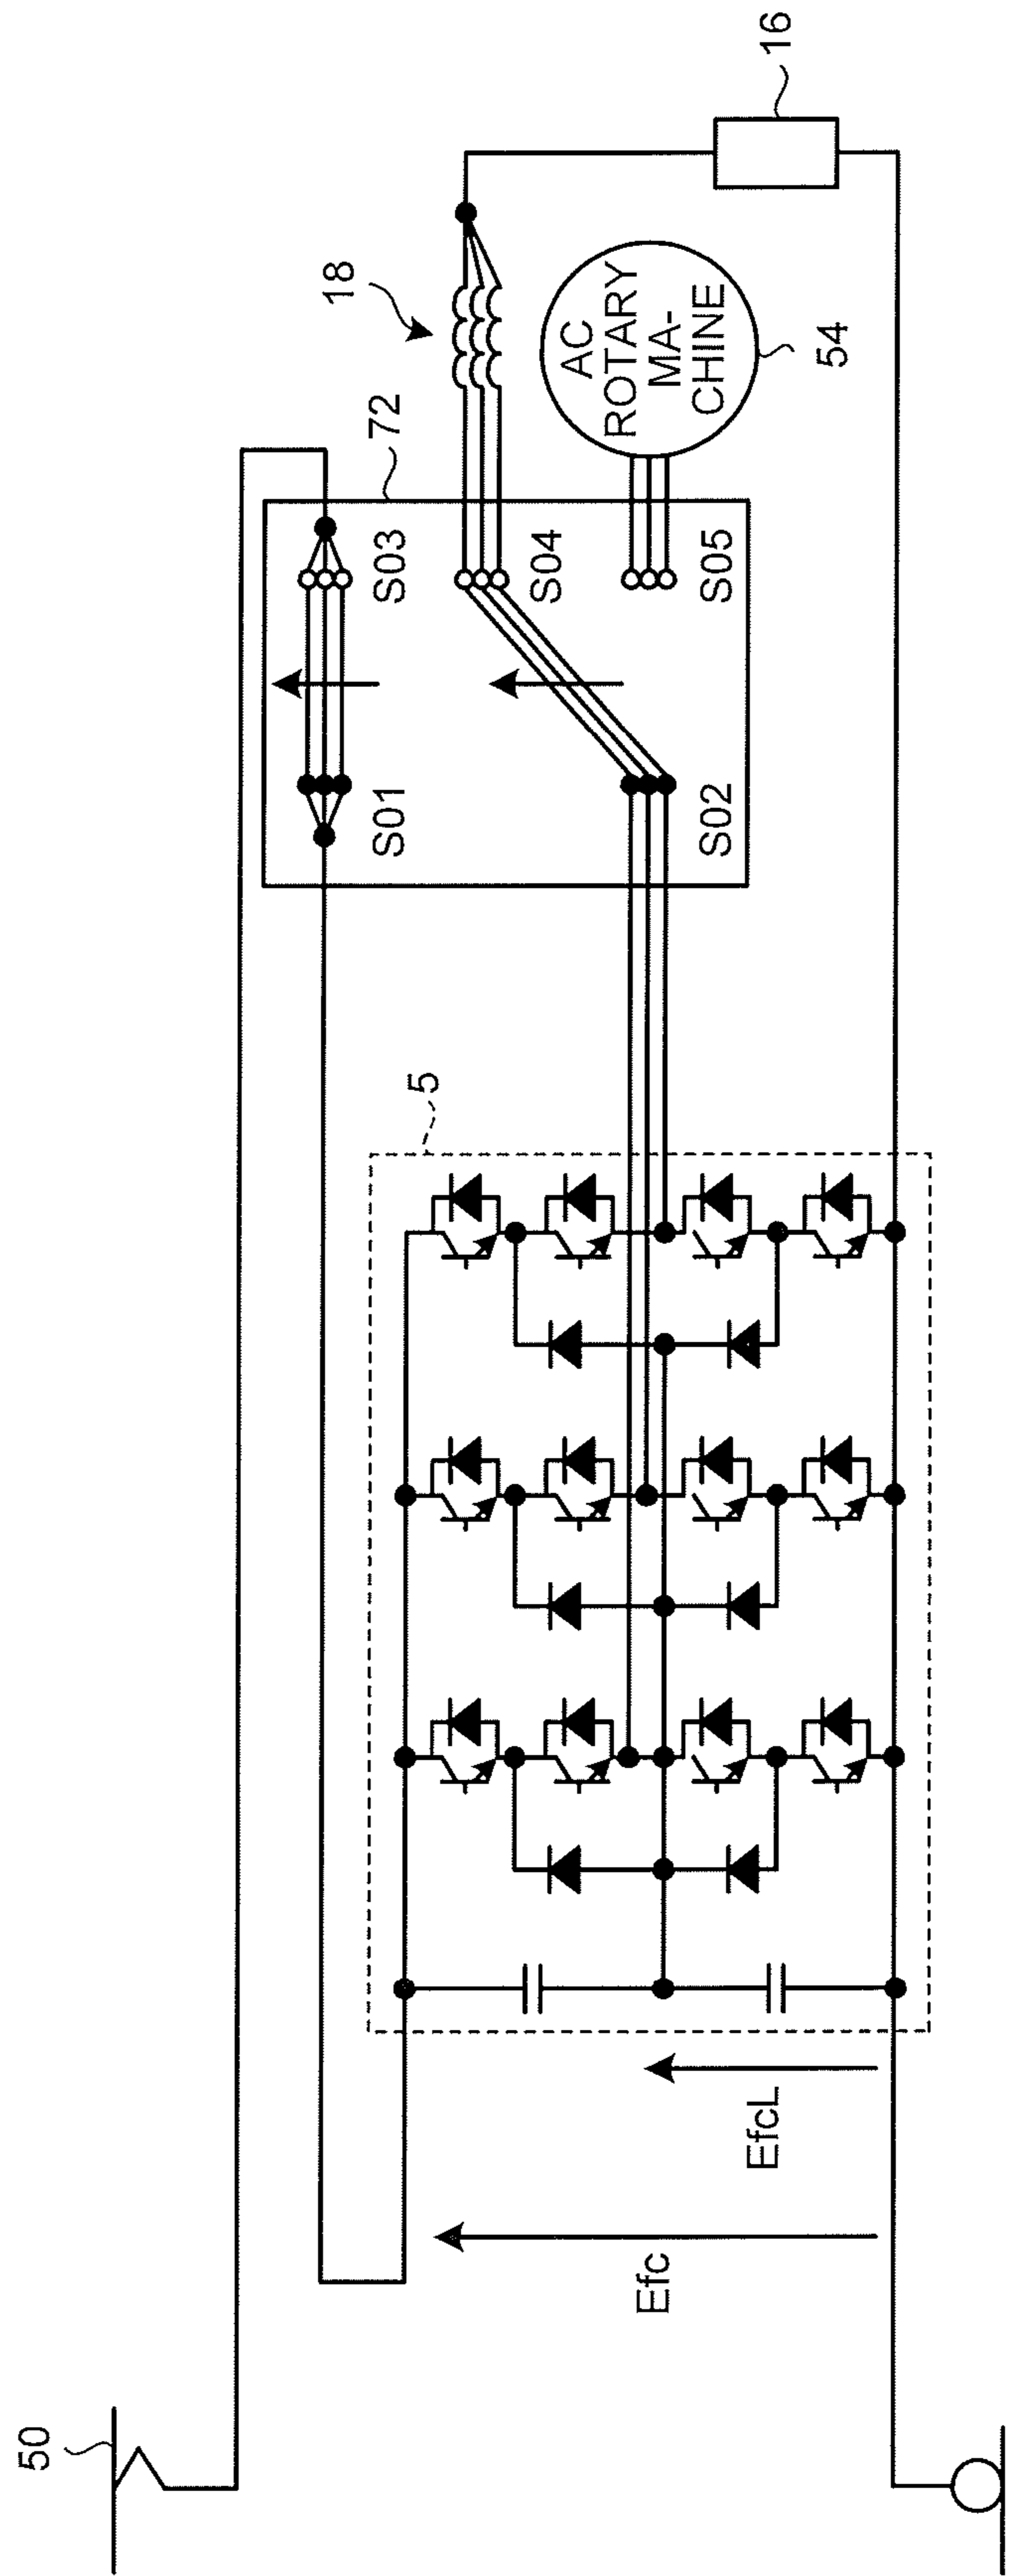 50
Efc
EfcL
5
72
S01
S03
S02
S04
S05
18
AC
ROTARY
MA-
CHINE
54
16